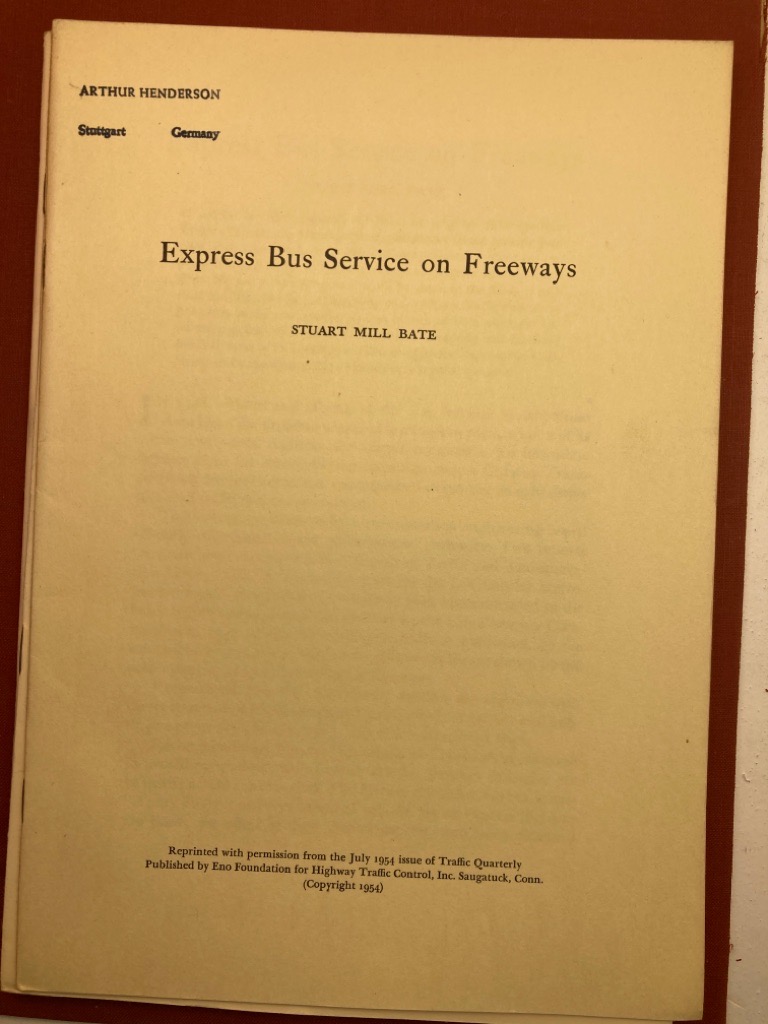 ARTHUR HENDERSON
Stuttgart Germany
Express Bus Service on Freeways
STUART MILL BATE
Reprinted with permission from the July 1954 issue of Traffic Quarterly
Published by Eno Foundation for Highway Traffic Control, Inc. Saugatuck, Conn.
(Copyright 1954)